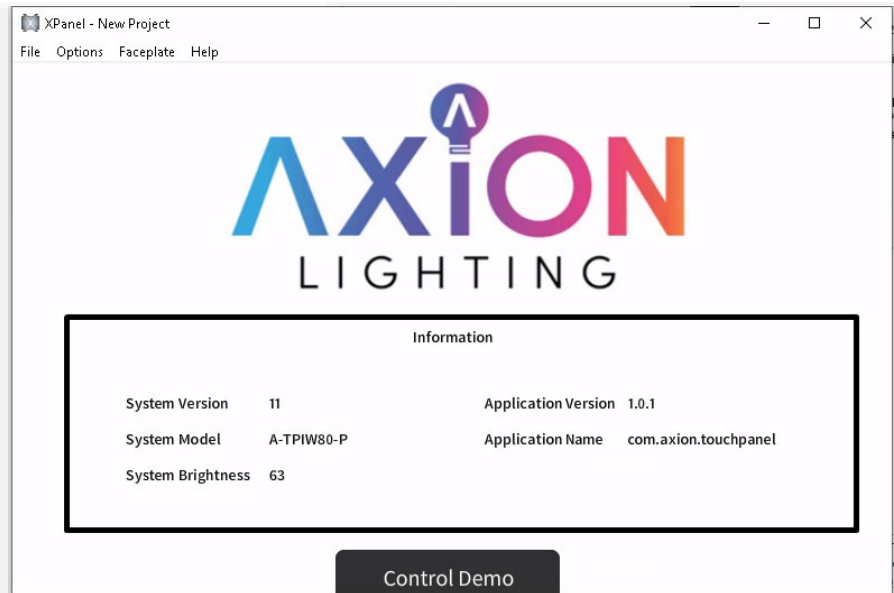 XPanel - New Project
File Options Faceplate Help
AXION
LIGHTING
Information
System Version 11 Application Version 1.0.1
System Model A-TPIW80-P Application Name com.axion.touchpanel
System Brightness 63
Control Demo